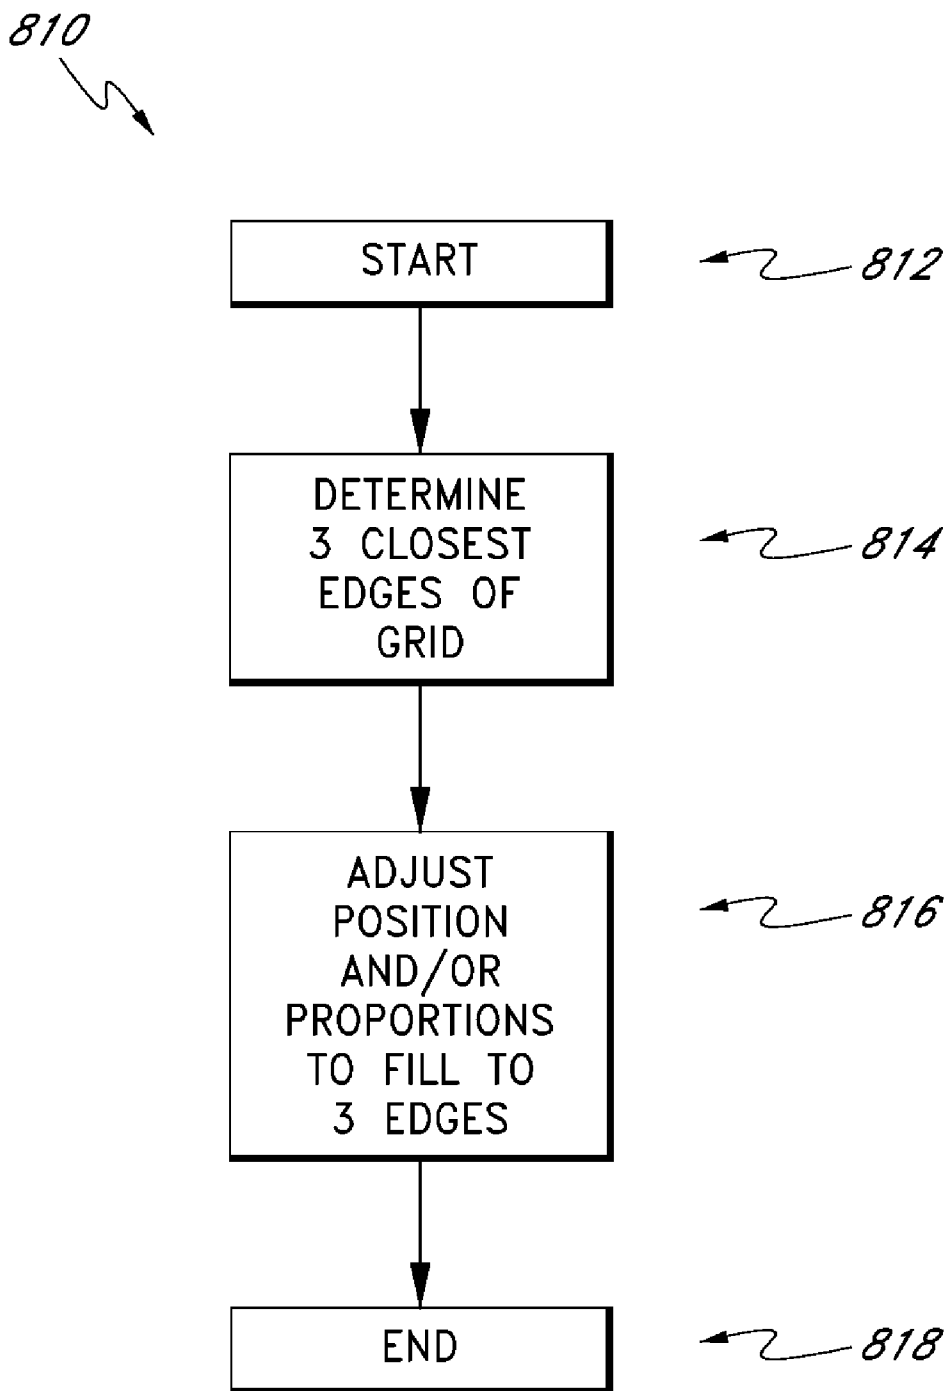 810
START
812
DETERMINE
3 CLOSEST
EDGES OF
GRID
814
ADJUST
POSITION
AND/OR
PROPORTIONS
TO FILL TO
3 EDGES
816
END
818